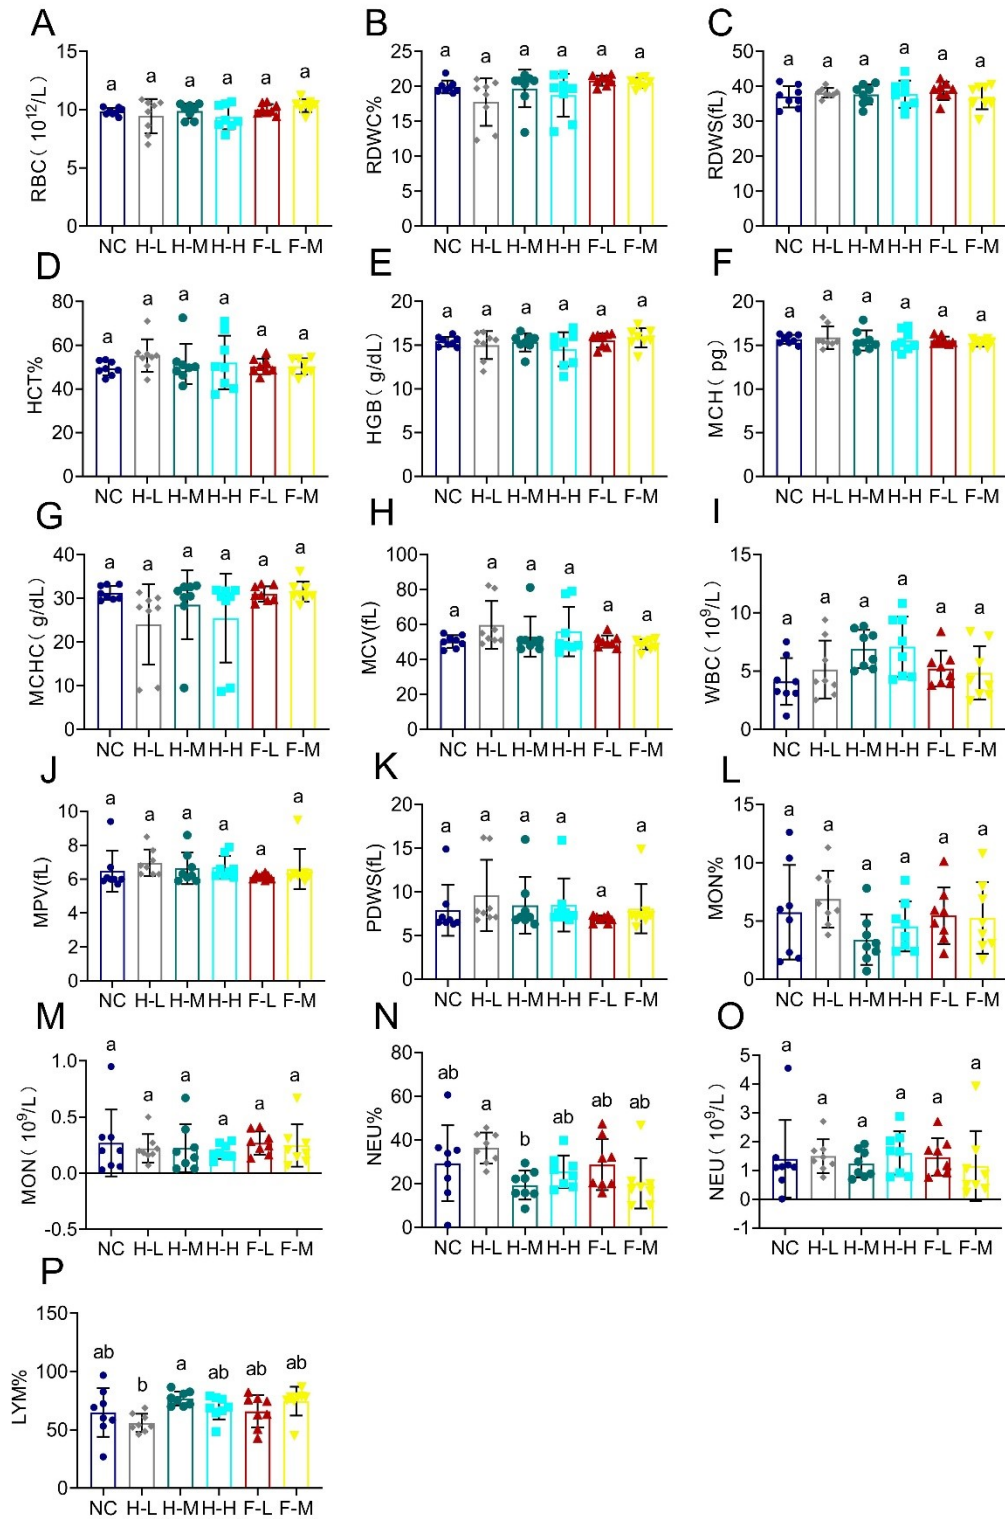 A
RBC( 10¹²/L)
15
10
5
0
a a a a a a
NC H-L H-M H-H F-L F-M
B
RDWC%
25
20
15
10
5
0
a a a a a a
NC H-L H-M H-H F-L F-M
C
RDWS(fL)
50
40
30
20
10
0
a a a a a a
NC H-L H-M H-H F-L F-M
D
HCT%
80
60
40
20
0
a a a a a a
NC H-L H-M H-H F-L F-M
E
HGB( g/dL)
20
15
10
5
0
a a a a a a
NC H-L H-M H-H F-L F-M
F
MCH( pg)
20
15
10
5
0
a a a a a a
NC H-L H-M H-H F-L F-M
G
MCHC( g/dL)
40
30
20
10
0
a a a a a a
NC H-L H-M H-H F-L F-M
H
MCV(fL)
100
80
60
40
20
0
a a a a a a
NC H-L H-M H-H F-L F-M
I
WBC( 10⁹/L)
15
10
5
0
a a a a a a
NC H-L H-M H-H F-L F-M
J
MPV(fL)
10
8
6
4
2
0
a a a a a a
NC H-L H-M H-H F-L F-M
K
PDWS(fL)
20
15
10
5
0
a a a a a a
NC H-L H-M H-H F-L F-M
L
MON%
15
10
5
0
a a a a a a
NC H-L H-M H-H F-L F-M
M
MON( 10⁹/L)
1.0
0.5
0.0
-0.5
a a a a a a
NC H-L H-M H-H F-L F-M
N
NEU%
80
60
40
20
0
ab a b ab ab ab
NC H-L H-M H-H F-L F-M
O
NEU( 10⁹/L)
5
4
3
2
1
0
-1
a a a a a a
NC H-L H-M H-H F-L F-M
P
LYM%
150
100
50
0
ab b a ab ab ab
NC H-L H-M H-H F-L F-M